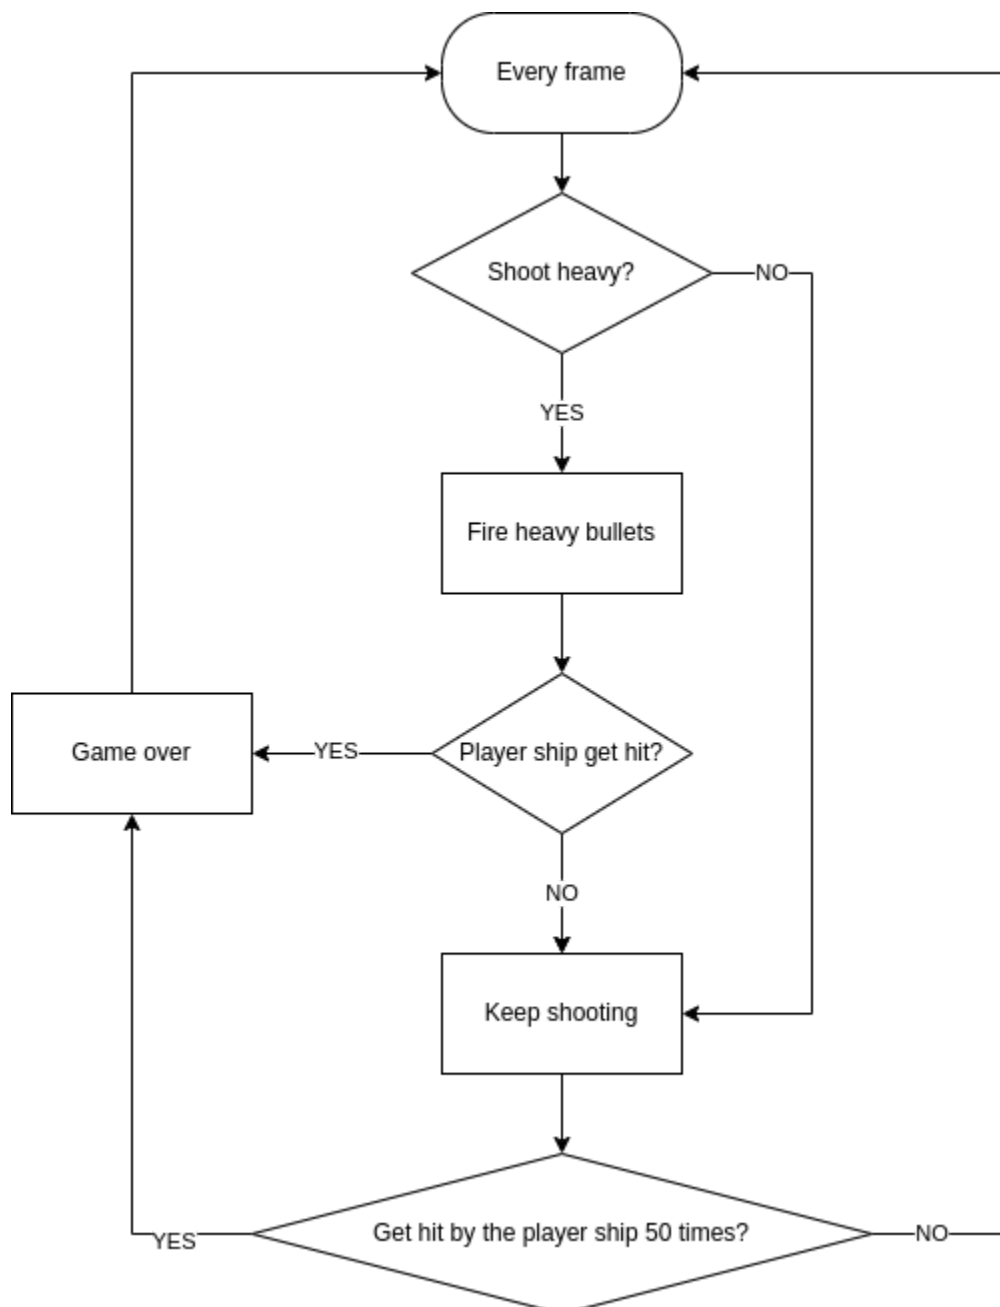 Every frame
Shoot heavy?
NO
YES
Fire heavy bullets
Game over
YES
Player ship get hit?
NO
Keep shooting
YES
Get hit by the player ship 50 times?
NO